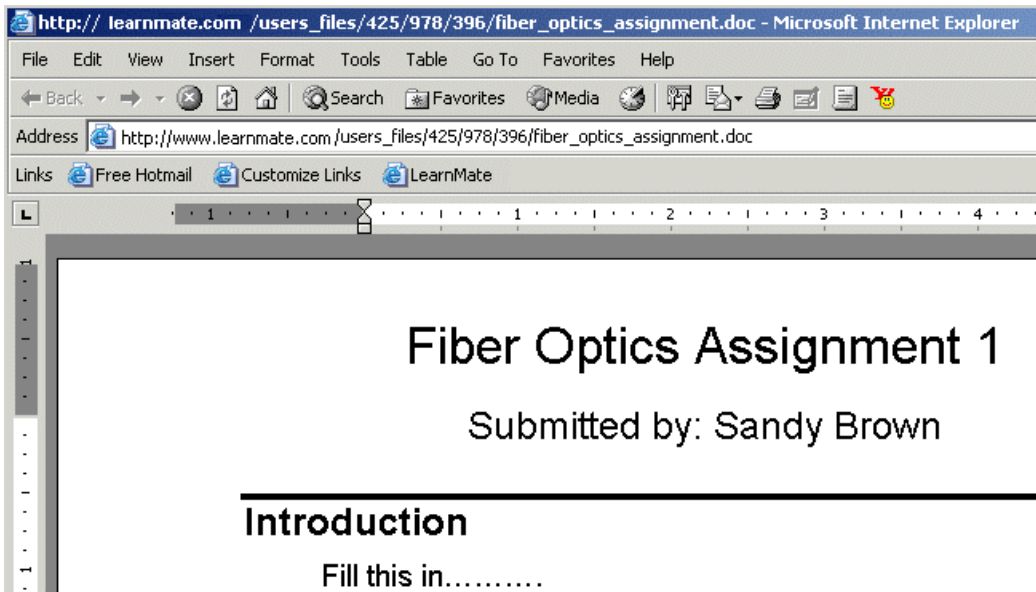 http:// learnmate.com /users_files/425/978/396/fiber_optics_assignment.doc - Microsoft Internet Explorer
File Edit View Insert Format Tools Table Go To Favorites Help
Back Search Favorites Media
Address http://www.learnmate.com/users_files/425/978/396/fiber_optics_assignment.doc
Links Free Hotmail Customize Links LearnMate
L 1 1 2 3 4
1
Fiber Optics Assignment 1
Submitted by: Sandy Brown
Introduction
Fill this in..........
1